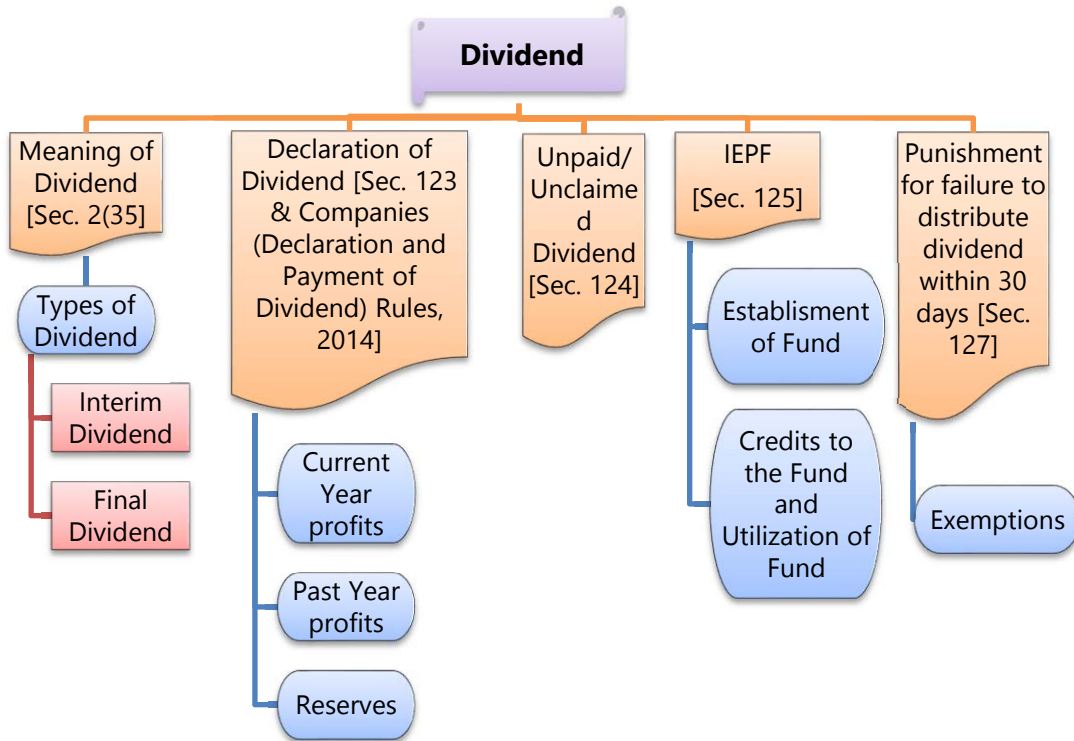 Dividend
Meaning of
Dividend
[Sec. 2(35]
Types of
Dividend
Interim
Dividend
Final
Dividend
Declaration of
Dividend [Sec. 123
& Companies
(Declaration and
Payment of
Dividend) Rules,
2014]
Current
Year
profits
Past Year
profits
Reserves
Unpaid/
Unclaime
d
Dividend
[Sec. 124]
IEPF
[Sec. 125]
Establisment
of Fund
Credits to
the Fund
and
Utilization of
Fund
Punishment
for failure to
distribute
dividend
within 30
days [Sec.
127]
Exemptions